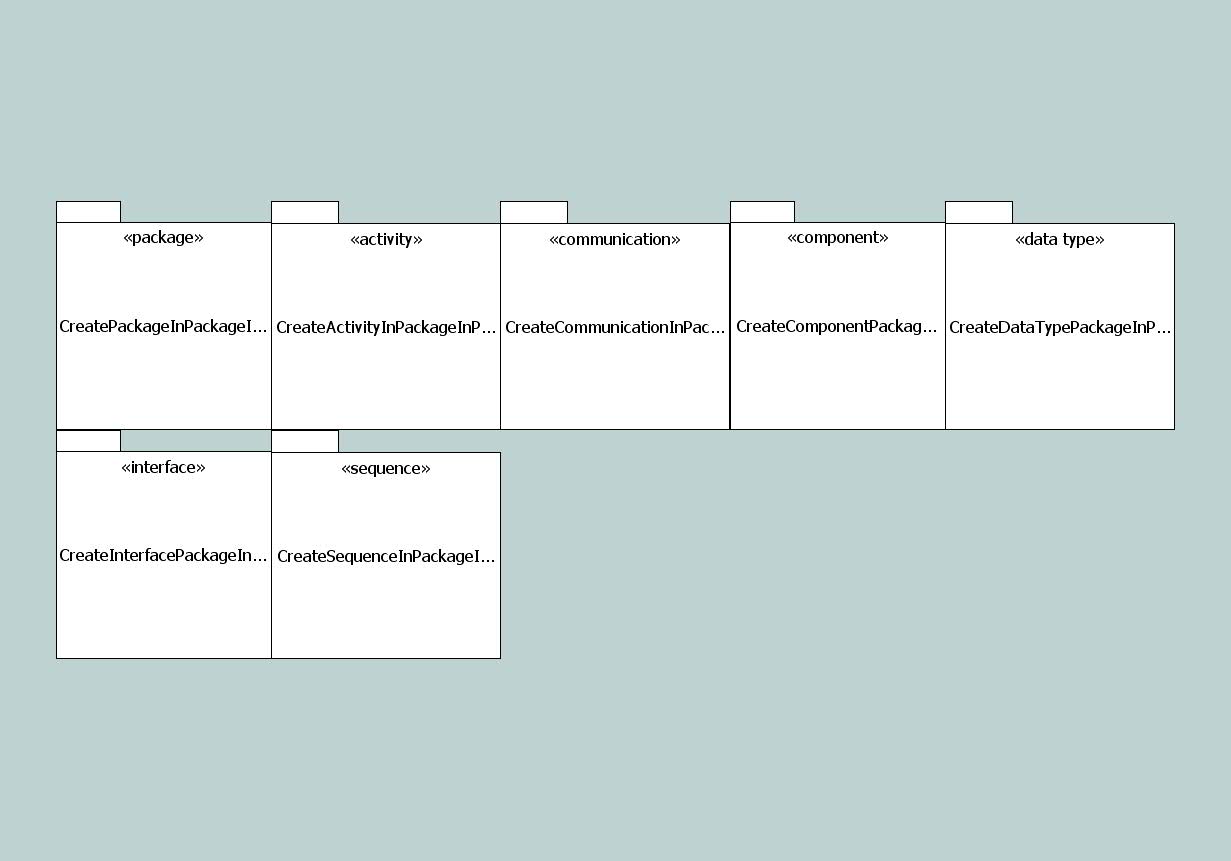 «package»
CreatePackageInPackageI...
«activity»
CreateActivityInPackageInP...
«communication»
CreateCommunicationInPac...
«component»
CreateComponentPackag...
«data type»
CreateDataTypePackageInP...
«interface»
CreateInterfacePackageIn...
«sequence»
CreateSequenceInPackageI...